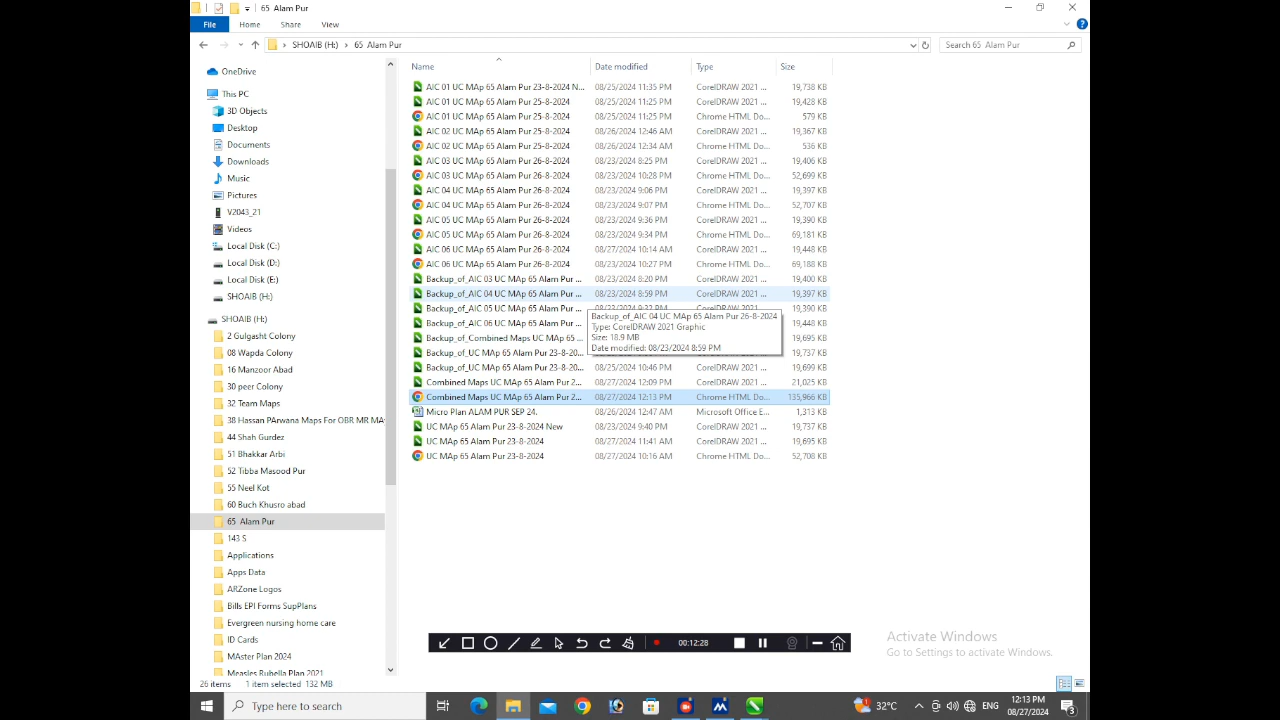 65 Alam Pur
File Home Share View
SHOAIB (H:) 65 Alam Pur Search 65 Alam Pur
Name Date modified Type Size
OneDrive
This PC
3D Objects
Desktop
Documents
Downloads
Music
Pictures
V2043_21
Videos
Local Disk (C:)
Local Disk (D:)
Local Disk (E:)
SHOAIB (H:)
SHOAIB (H:)
2 Gulgasht Colony
08 Wapda Colony
16 Manzoor Abad
30 peer Colony
32 Team Maps
38 Hassan PArwana Maps For OBR MR MA
44 Shah Gurdez
51 Bhakkar Arbi
52 Tibba Masood Pur
55 Neel Kot
60 Buch Khusro abad
65 Alam Pur
143 S
Applications
Apps Data
ARZone Logos
Bills EPI Forms SupPlans
Evergreen nursing home care
ID Cards
MAster Plan 2024
Measles Rubella Plan 2021
AIC 01 UC MAp 65 Alam Pur 23-8-2024 N... 08/25/2024 11:35 PM CorelDRAW 2021 ... 19,738 KB
AIC 01 UC MAp 65 Alam Pur 25-8-2024 08/25/2024 11:25 PM CorelDRAW 2021 ... 19,428 KB
AIC 01 UC MAp 65 Alam Pur 25-8-2024 08/25/2024 11:25 PM Chrome HTML Do... 579 KB
AIC 02 UC MAp 65 Alam Pur 25-8-2024 08/26/2024 12:46 AM CorelDRAW 2021 ... 19,367 KB
AIC 02 UC MAp 65 Alam Pur 25-8-2024 08/26/2024 12:34 AM Chrome HTML Do... 536 KB
AIC 03 UC MAp 65 Alam Pur 26-8-2024 08/23/2024 8:25 PM CorelDRAW 2021 ... 19,406 KB
AIC 03 UC MAp 65 Alam Pur 26-8-2024 08/23/2024 10:28 PM Chrome HTML Do... 52,699 KB
AIC 04 UC MAp 65 Alam Pur 26-8-2024 08/23/2024 9:06 PM CorelDRAW 2021 ... 19,397 KB
AIC 04 UC MAp 65 Alam Pur 26-8-2024 08/23/2024 9:07 PM Chrome HTML Do... 52,707 KB
AIC 05 UC MAp 65 Alam Pur 26-8-2024 08/23/2024 9:36 PM CorelDRAW 2021 ... 19,390 KB
AIC 05 UC MAp 65 Alam Pur 26-8-2024 08/23/2024 9:34 PM Chrome HTML Do... 69,181 KB
AIC 06 UC MAp 65 Alam Pur 26-8-2024 08/27/2024 10:14 AM CorelDRAW 2021 ... 19,448 KB
AIC 06 UC MAp 65 Alam Pur 26-8-2024 08/23/2024 10:27 PM Chrome HTML Do... 69,188 KB
Backup_of_AIC 03 UC MAp 65 Alam Pur ... 08/23/2024 8:20 PM CorelDRAW 2021 ... 19,400 KB
Backup_of_AIC 04 UC MAp 65 Alam Pur ... 08/23/2024 8:59 PM CorelDRAW 2021 ... 19,397 KB
Backup_of_AIC 05 UC MAp 65 Alam Pur ... 08/23/2024 9:32 PM CorelDRAW 2021 ... 19,390 KB
Backup_of_AIC 06 UC MAp 65 Alam Pur ... 19,448 KB
Backup_of_Combined Maps UC MAp 65 ... 19,695 KB
Backup_of_UC MAp 65 Alam Pur 23-8-20... 19,737 KB
Backup_of_UC MAp 65 Alam Pur 23-8-20... 08/25/2024 10:46 PM CorelDRAW 2021 ... 19,699 KB
Combined Maps UC MAp 65 Alam Pur 2... 08/27/2024 12:09 PM CorelDRAW 2021 ... 21,025 KB
Combined Maps UC MAp 65 Alam Pur 2... 08/27/2024 12:13 PM Chrome HTML Do... 135,966 KB
Micro Plan ALAM PUR SEP 24. 08/26/2024 12:47 AM Microsoft Office E... 1,313 KB
UC MAp 65 Alam Pur 23-8-2024 New 08/23/2024 9:40 PM CorelDRAW 2021 ... 19,737 KB
UC MAp 65 Alam Pur 23-8-2024 08/27/2024 11:41 AM CorelDRAW 2021 ... 19,695 KB
UC MAp 65 Alam Pur 23-8-2024 08/27/2024 10:16 AM Chrome HTML Do... 52,708 KB
Backup_of_AIC 04 UC MAp 65 Alam Pur 26-8-2024
Type: CorelDRAW 2021 Graphic
Size: 18.9 MB
Date modified: 08/23/2024 8:59 PM
00:12:28
Activate Windows
Go to Settings to activate Windows.
26 items 1 item selected 132 MB
Type here to search 32°C ENG 12:13 PM
08/27/2024 3